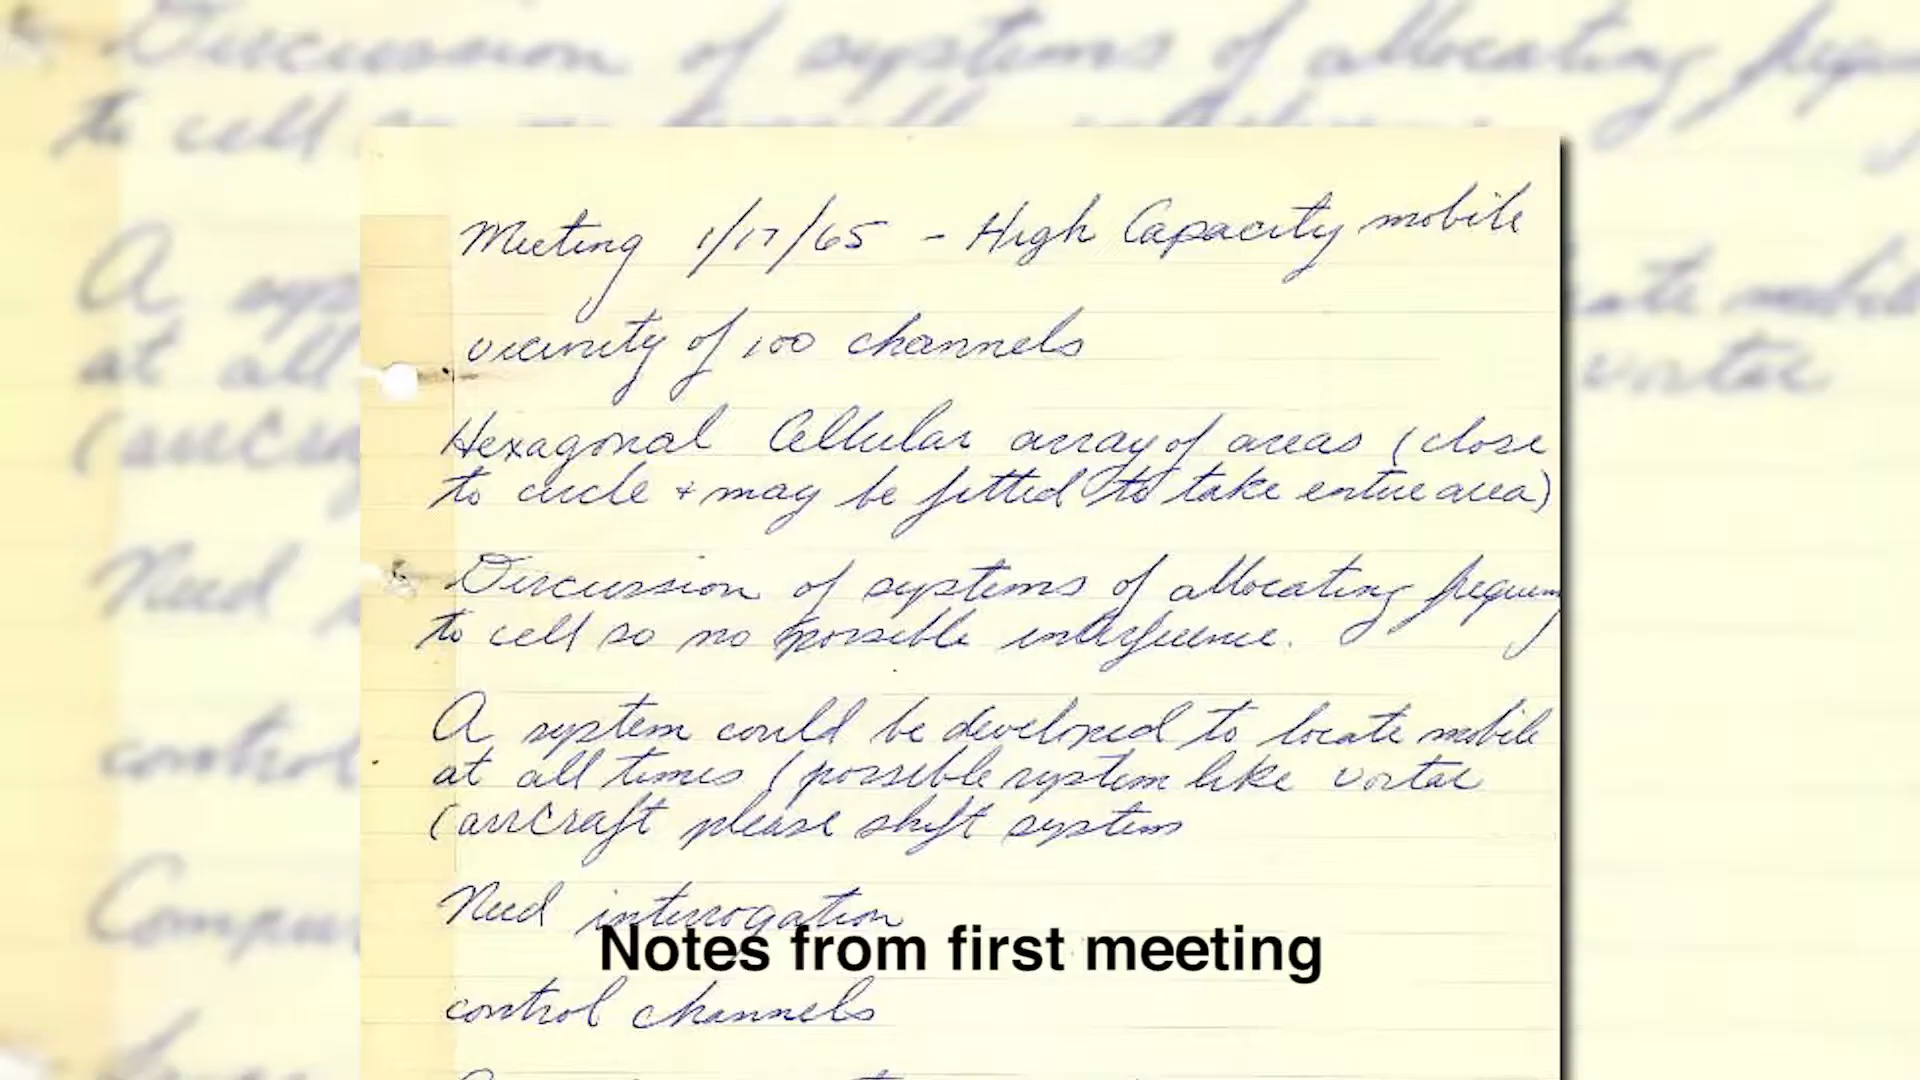 Meeting 1/17/65 - High Capacity mobile
vicinity of 100 channels
Hexagonal Cellular array of areas (close
to circle + may be fitted to take entire area)
Discussion of systems of allocating frequency
to cell so no possible interference.
A system could be developed to locate mobile
at all times (possible system like vortac
(aircraft please shift system
Need interrogation
Notes from first meeting
control channels